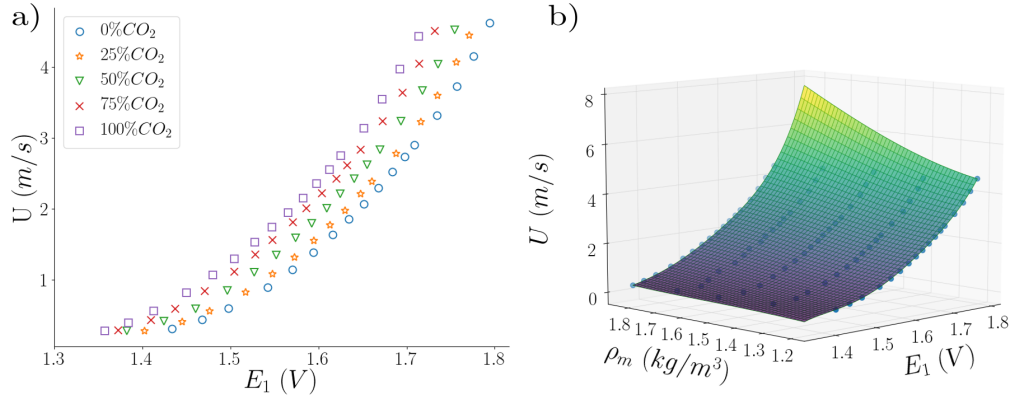 a)
0%CO₂
25%CO₂
50%CO₂
75%CO₂
100%CO₂
U (m/s)
4
3
2
1
1.3 1.4 1.5 1.6 1.7 1.8
E₁ (V)
b)
U (m/s)
8
6
4
2
0
1.8 1.7 1.6 1.5 1.4 1.3 1.2
ρₘ (kg/m³)
1.4 1.5 1.6 1.7 1.8
E₁ (V)